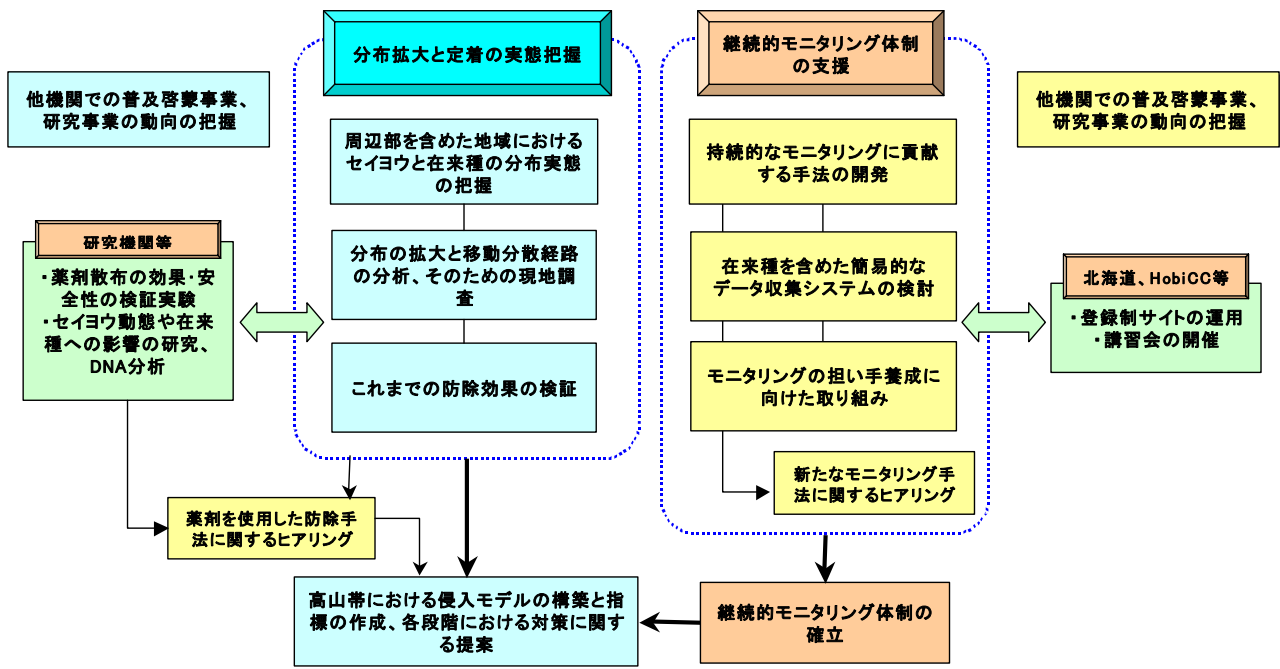 分布拡大と定着の実態把握
継続的モニタリング体制
の支援
他機関での普及啓蒙事業、
研究事業の動向の把握
他機関での普及啓蒙事業、
研究事業の動向の把握
周辺部を含めた地域における
セイヨウと在来種の分布実態
の把握
分布の拡大と移動分散経路
の分析、そのための現地調
査
これまでの防除効果の検証
持続的なモニタリングに貢献
する手法の開発
在来種を含めた簡易的な
データ収集システムの検討
モニタリングの担い手養成に
向けた取り組み
新たなモニタリング手
法に関するヒアリング
研究機関等
・薬剤散布の効果・安
全性の検証実験
・セイヨウ動態や在来
種への影響の研究、
DNA分析
北海道、HobiCC等
・登録制サイトの運用
・講習会の開催
薬剤を使用した防除手
法に関するヒアリング
高山帯における侵入モデルの構築と指
標の作成、各段階における対策に関す
る提案
継続的モニタリング体制の
確立